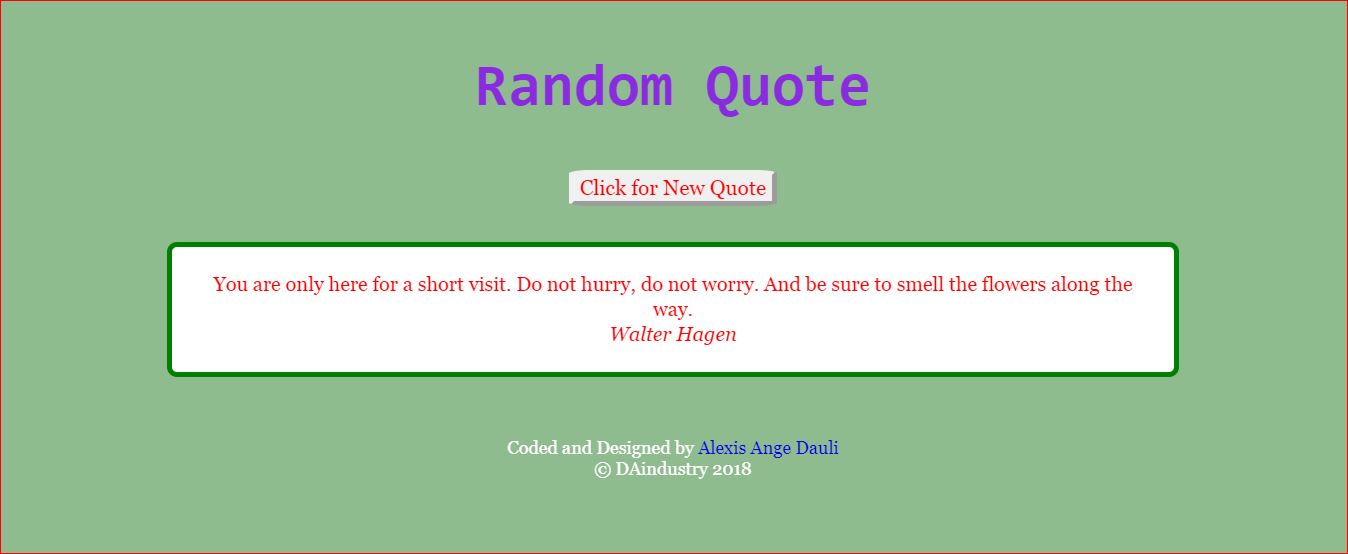 Random Quote
Click for New Quote
You are only here for a short visit. Do not hurry, do not worry. And be sure to smell the flowers along the
way.
Walter Hagen
Coded and Designed by Alexis Ange Dauli
© DAindustry 2018